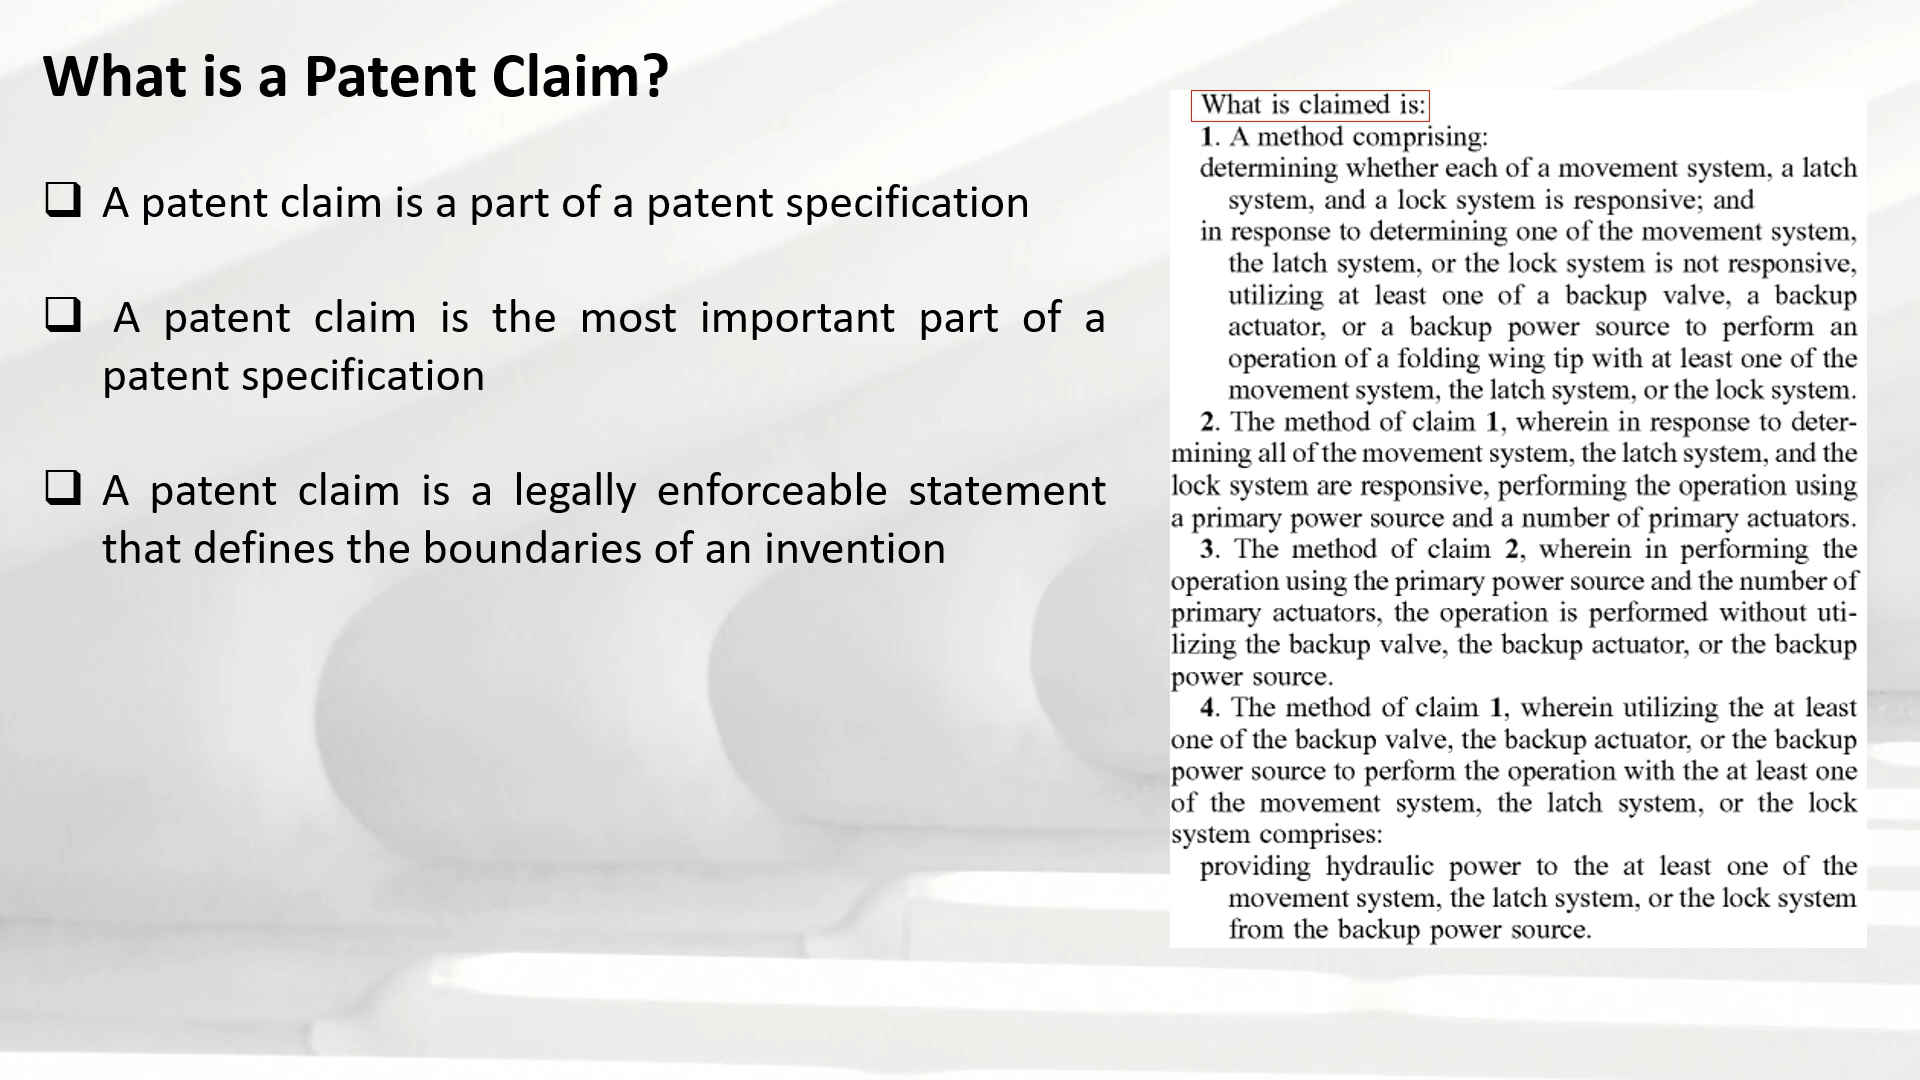 What is a Patent Claim?
❑ A patent claim is a part of a patent specification
❑ A patent claim is the most important part of a
patent specification
❑ A patent claim is a legally enforceable statement
that defines the boundaries of an invention
What is claimed is:
1. A method comprising:
determining whether each of a movement system, a latch
system, and a lock system is responsive; and
in response to determining one of the movement system,
the latch system, or the lock system is not responsive,
utilizing at least one of a backup valve, a backup
actuator, or a backup power source to perform an
operation of a folding wing tip with at least one of the
movement system, the latch system, or the lock system.
2. The method of claim 1, wherein in response to deter-
mining all of the movement system, the latch system, and the
lock system are responsive, performing the operation using
a primary power source and a number of primary actuators.
3. The method of claim 2, wherein in performing the
operation using the primary power source and the number of
primary actuators, the operation is performed without uti-
lizing the backup valve, the backup actuator, or the backup
power source.
4. The method of claim 1, wherein utilizing the at least
one of the backup valve, the backup actuator, or the backup
power source to perform the operation with the at least one
of the movement system, the latch system, or the lock
system comprises:
providing hydraulic power to the at least one of the
movement system, the latch system, or the lock system
from the backup power source.